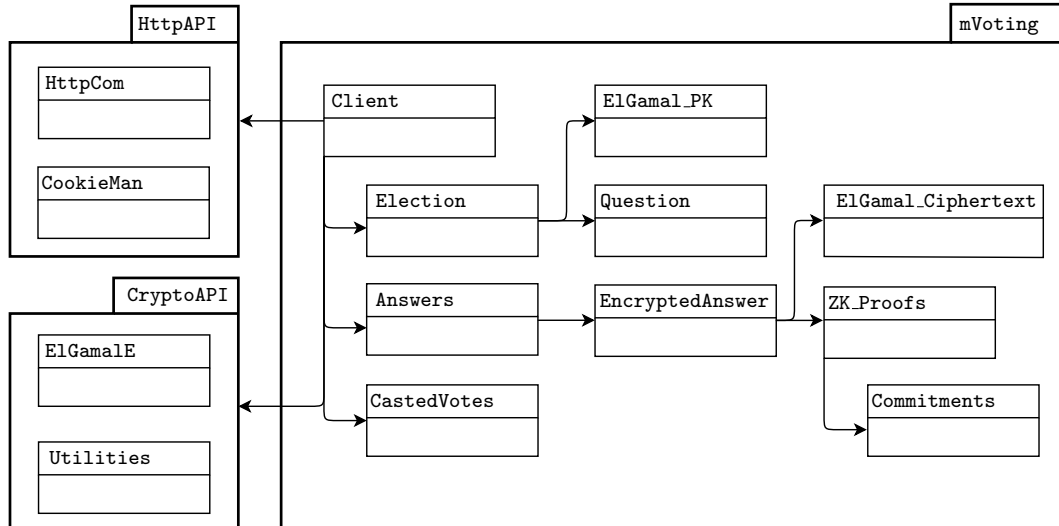 HttpAPI
HttpCom
CookieMan
CryptoAPI
ElGamalE
Utilities
mVoting
Client
ElGamal_PK
Election
Question
ElGamal_Ciphertext
Answers
EncryptedAnswer
ZK_Proofs
CastedVotes
Commitments